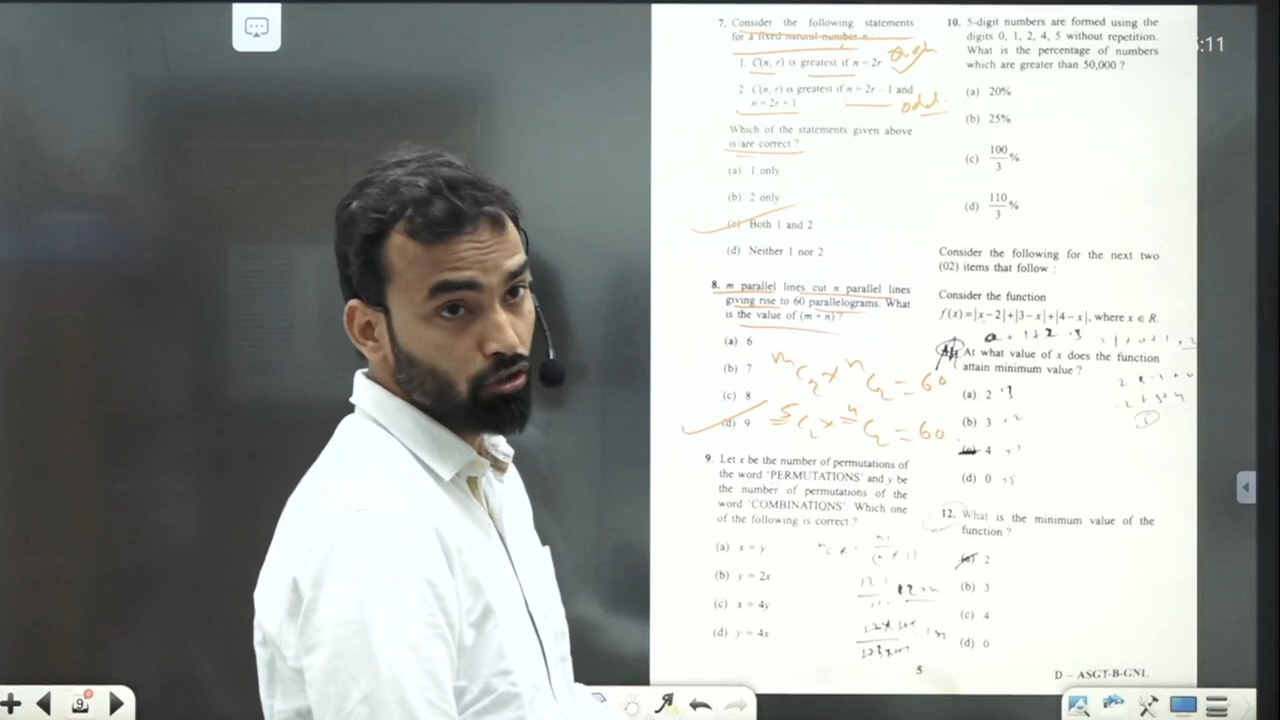 7. Consider the following statements
for a fixed natural number n :
1. C(n, r) is greatest if n = 2r
2. C(n, r) is greatest if n = 2r - 1 and
n = 2r + 1
odd.
Which of the statements given above
is/are correct ?
(a) 1 only
(b) 2 only
(c) Both 1 and 2
(d) Neither 1 nor 2
8. m parallel lines cut n parallel lines
giving rise to 60 parallelograms. What
is the value of (m + n) ?
(a) 6
(b) 7
(c) 8
(d) 9
mC2 × nC2 = 60
5C2 × 4C2 = 60
9. Let x be the number of permutations of
the word 'PERMUTATIONS' and y be
the number of permutations of the
word 'COMBINATIONS'. Which one
of the following is correct ?
(a) x = y
(b) y = 2x
(c) x = 4y
(d) y = 4x
10. 5-digit numbers are formed using the
digits 0, 1, 2, 4, 5 without repetition.
What is the percentage of numbers
which are greater than 50,000 ?
(a) 20%
(b) 25%
(c) 100/3 %
(d) 110/3 %
Consider the following for the next two
(02) items that follow :
Consider the function
f(x) = |x - 2| + |3 - x| + |4 - x|, where x ∈ R.
At what value of x does the function
attain minimum value ?
(a) 2
(b) 3
(c) 4
(d) 0
12. What is the minimum value of the
function ?
(a) 2
(b) 3
(c) 4
(d) 0
5
D – ASGT-B-GNL
:11
9